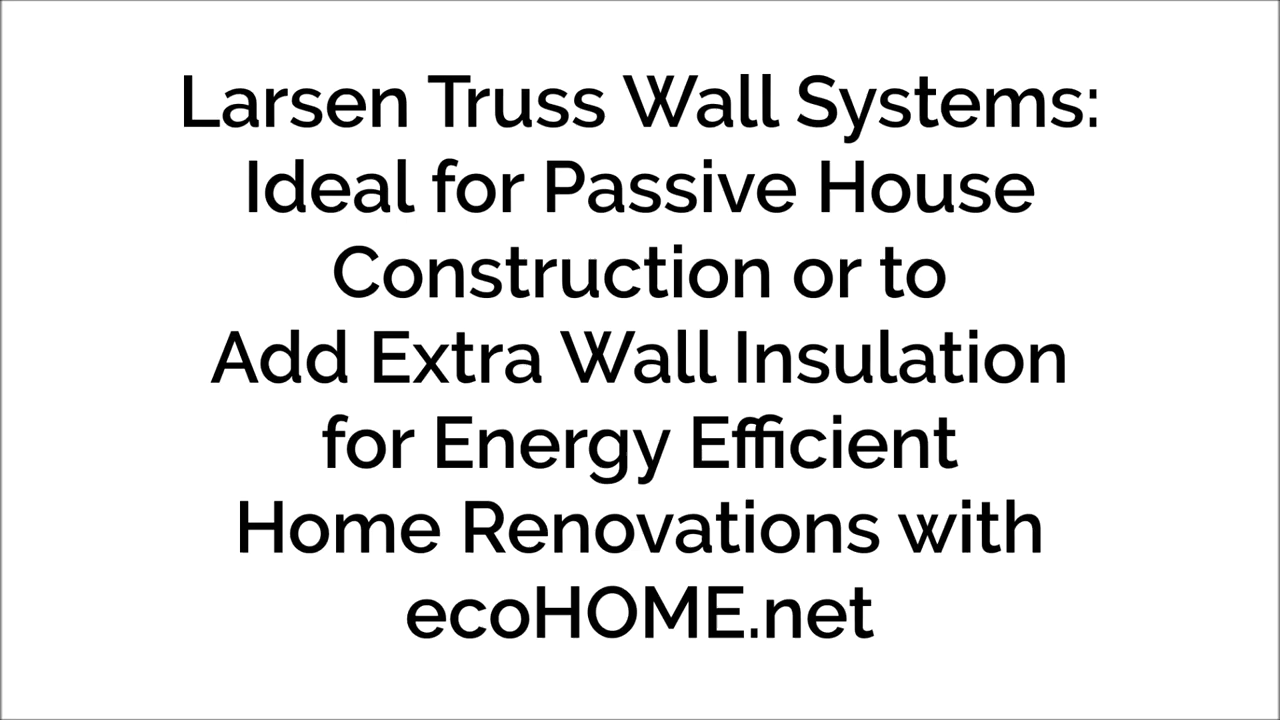 Larsen Truss Wall Systems:
Ideal for Passive House
Construction or to
Add Extra Wall Insulation
for Energy Efficient
Home Renovations with
ecoHOME.net